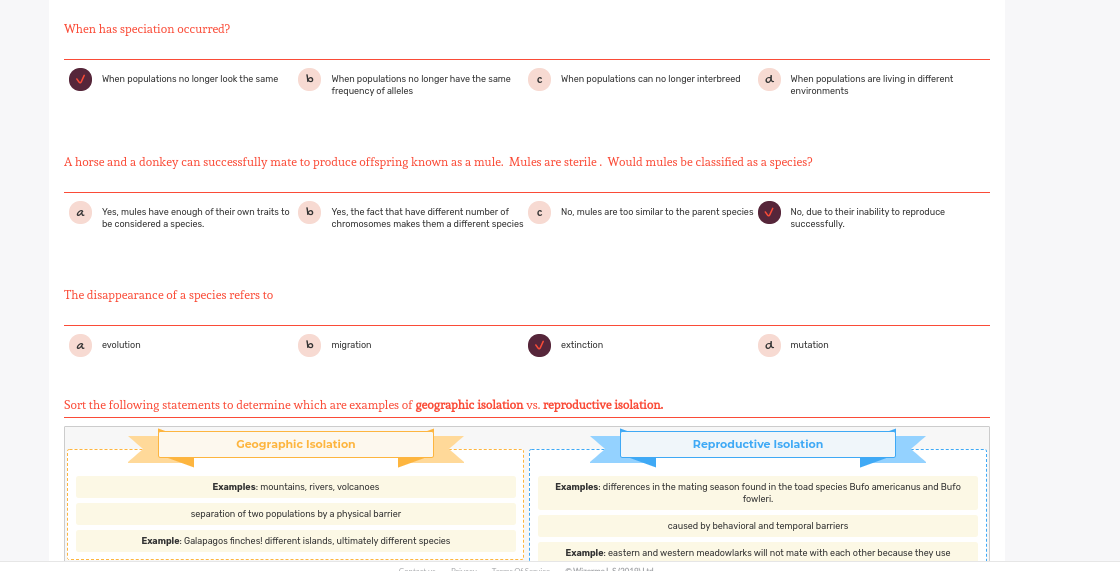 When has speciation occurred?
When populations no longer look the same
b When populations no longer have the same
frequency of alleles
c When populations can no longer interbreed
d When populations are living in different
environments
A horse and a donkey can successfully mate to produce offspring known as a mule.  Mules are sterile .  Would mules be classified as a species?
a Yes, mules have enough of their own traits to
be considered a species.
b Yes, the fact that have different number of
chromosomes makes them a different species
c No, mules are too similar to the parent species
No, due to their inability to reproduce
successfully.
The disappearance of a species refers to
a evolution
b migration
extinction
d mutation
Sort the following statements to determine which are examples of geographic isolation vs. reproductive isolation.
Geographic Isolation
Examples: mountains, rivers, volcanoes
separation of two populations by a physical barrier
Example: Galapagos finches! different islands, ultimately different species
Reproductive Isolation
Examples: differences in the mating season found in the toad species Bufo americanus and Bufo
fowleri.
caused by behavioral and temporal barriers
Example: eastern and western meadowlarks will not mate with each other because they use